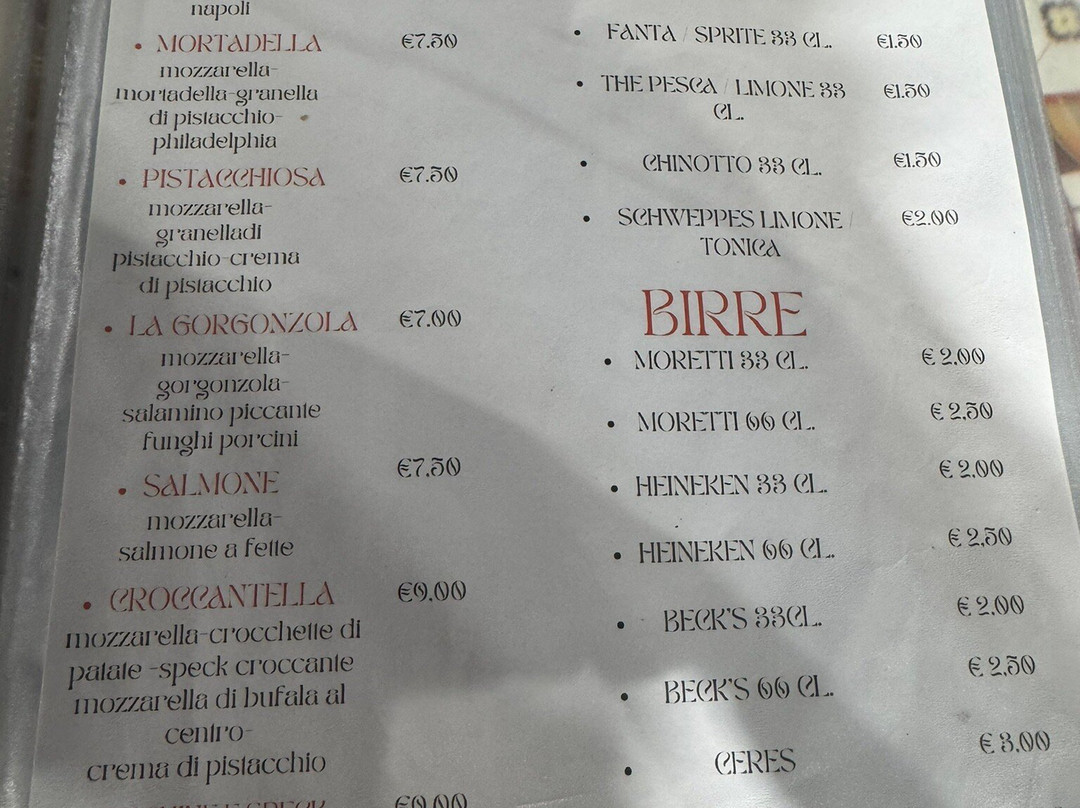 napoli
• MORTADELLA €7.50
mozzarella-
mortadella-granella
di pistacchio-
philadelphia
• PISTACCHIOSA €7.50
mozzarella-
granelladi
pistacchio-crema
di pistacchio
• LA GORGONZOLA €7.00
mozzarella-
gorgonzola-
salamino piccante
funghi porcini
• SALMONE €7.50
mozzarella-
salmone a fette
• CROCCANTELLA €9.00
mozzarella-crocchette di
patate -speck croccante
mozzarella di bufala al
centro-
crema di pistacchio
SPECK €9.00
• FANTA / SPRITE 33 CL. €1.50
• THE PESCA / LIMONE 33 €1.50
CL.
• CHINOTTO 33 CL. €1.50
• SCHWEPPES LIMONE / €2.00
TONICA
BIRRE
• MORETTI 33 CL. € 2.00
• MORETTI 66 CL. € 2.50
• HEINEKEN 33 CL. € 2.00
• HEINEKEN 66 CL. € 2.50
• BECK'S 33CL. € 2.00
• BECK'S 66 CL. € 2.50
• CERES € 3.00